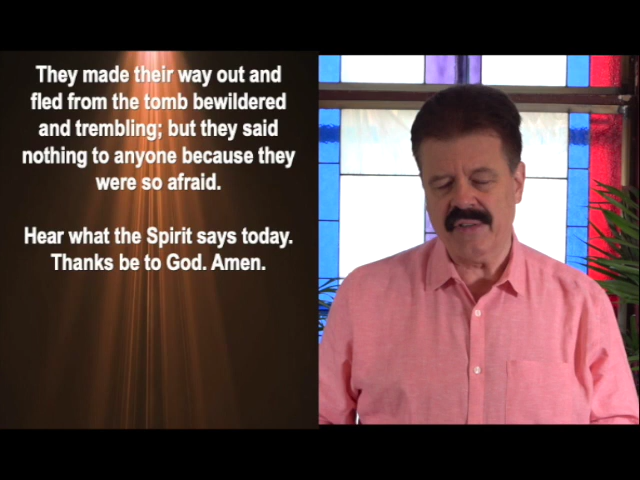 They made their way out and
fled from the tomb bewildered
and trembling; but they said
nothing to anyone because they
were so afraid.
Hear what the Spirit says today.
Thanks be to God. Amen.